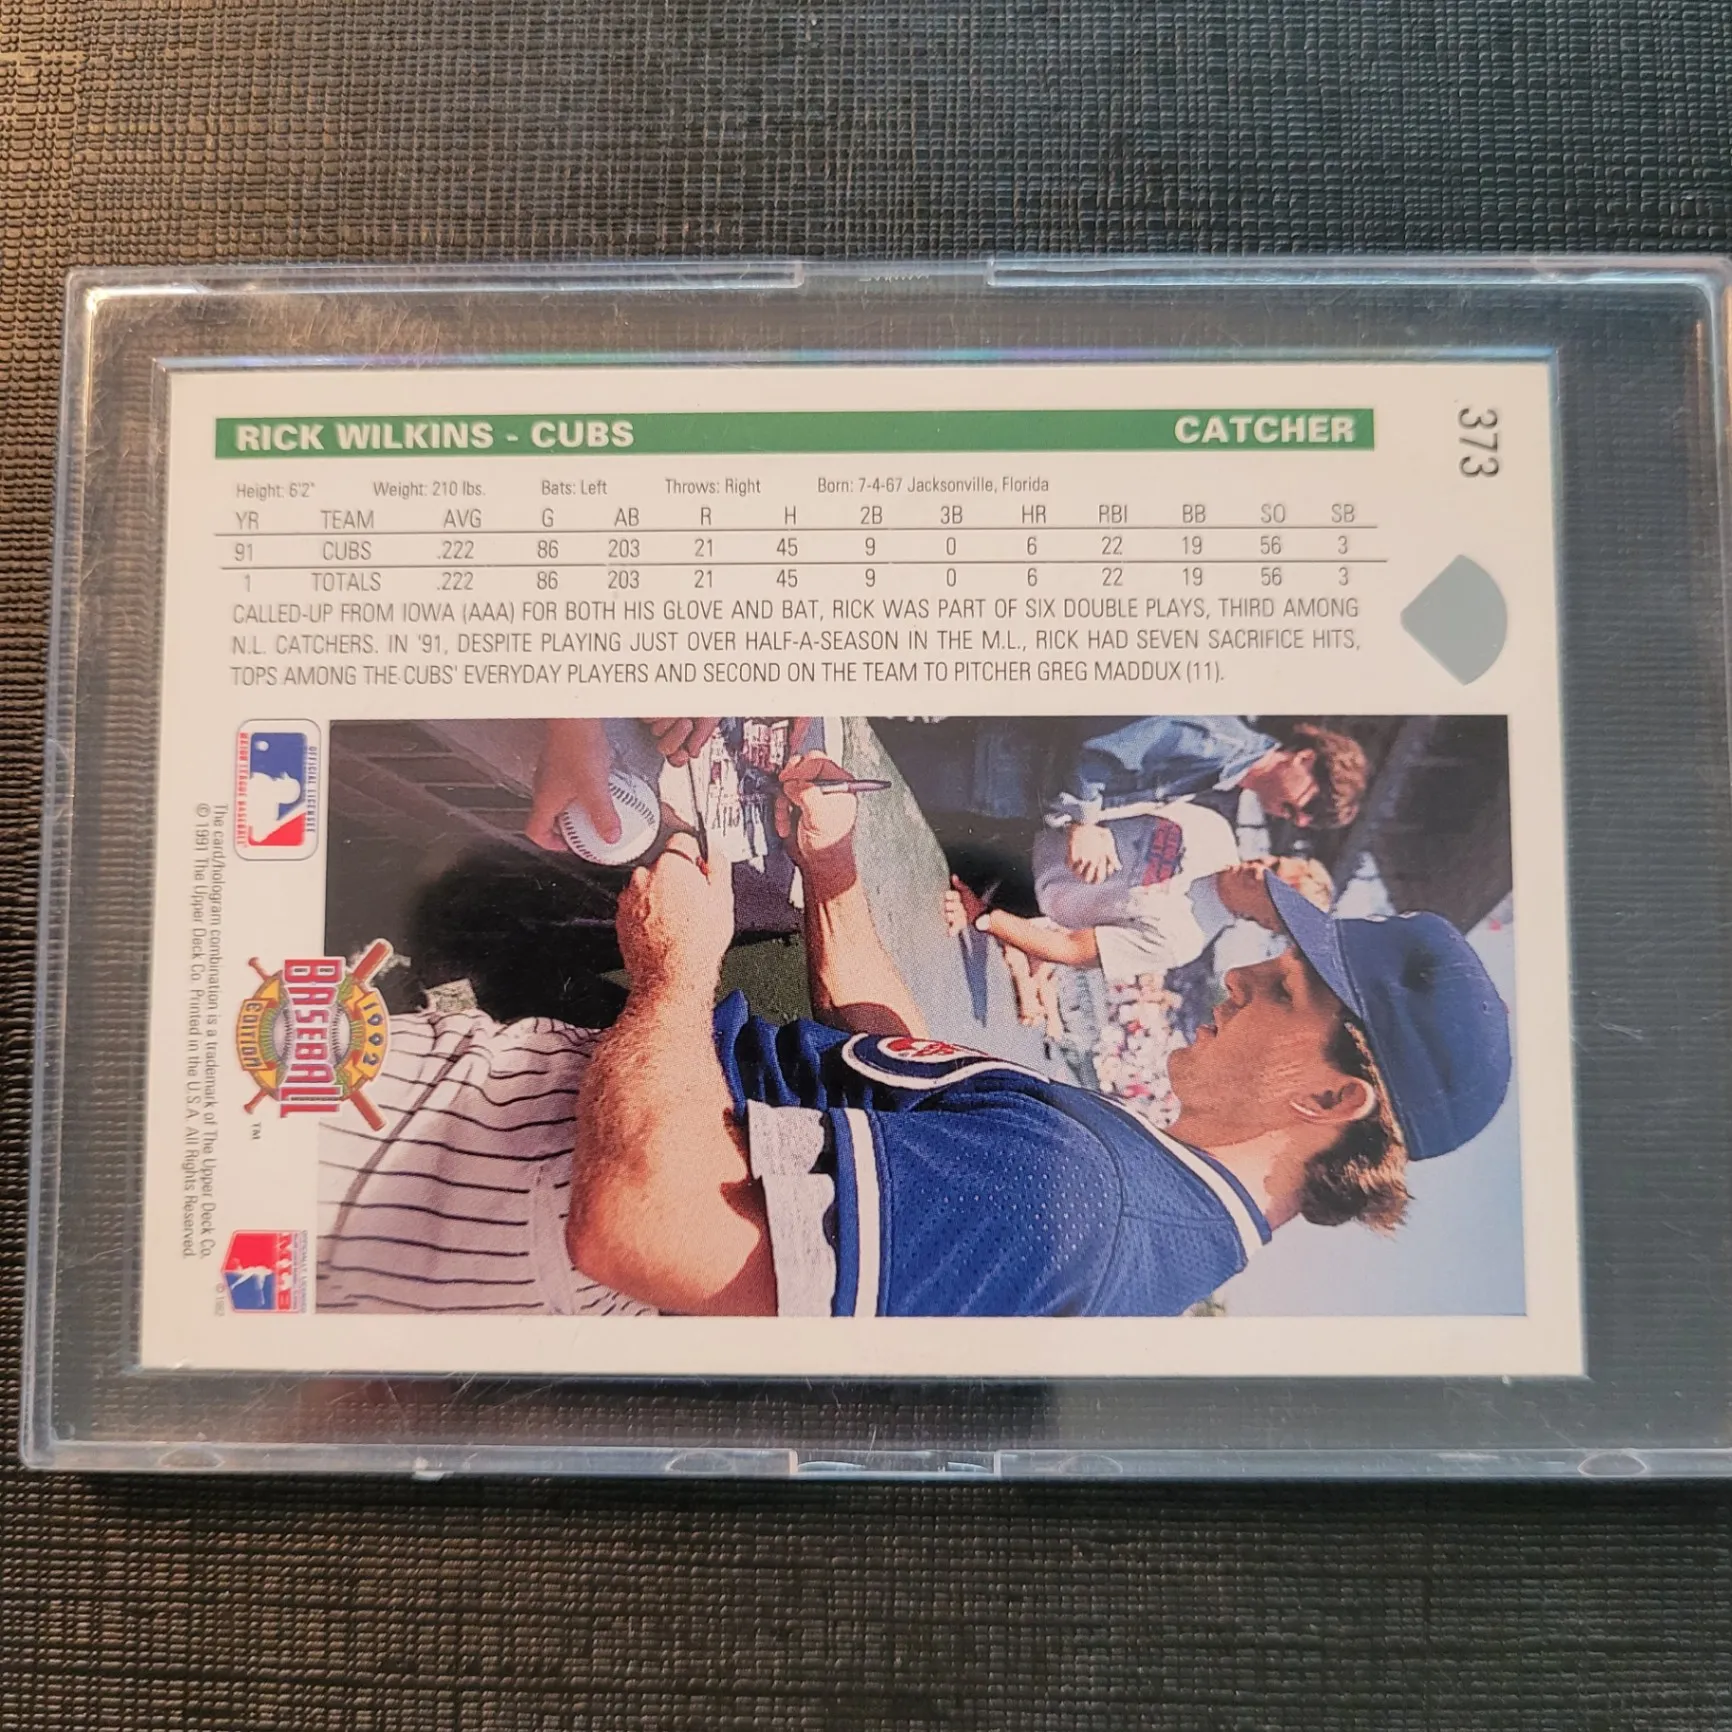 373
RICK WILKINS - CUBS CATCHER
Height: 6'2" Weight: 210 lbs. Bats: Left Throws: Right Born: 7-4-67 Jacksonville, Florida
YR TEAM AVG G AB R H 2B 3B HR RBI BB SO SB
91 CUBS .222 86 203 21 45 9 0 6 22 19 56 3
1 TOTALS .222 86 203 21 45 9 0 6 22 19 56 3
CALLED-UP FROM IOWA (AAA) FOR BOTH HIS GLOVE AND BAT, RICK WAS PART OF SIX DOUBLE PLAYS, THIRD AMONG
N.L. CATCHERS. IN '91, DESPITE PLAYING JUST OVER HALF-A-SEASON IN THE M.L., RICK HAD SEVEN SACRIFICE HITS,
TOPS AMONG THE CUBS' EVERYDAY PLAYERS AND SECOND ON THE TEAM TO PITCHER GREG MADDUX (11).
OFFICIAL LICENSEE
MAJOR LEAGUE BASEBALL
1992
BASEBALL
EDITION
TM
The card/hologram combination is a trademark of The Upper Deck Co.
© 1991 The Upper Deck Co. Printed in the U.S.A. All Rights Reserved.